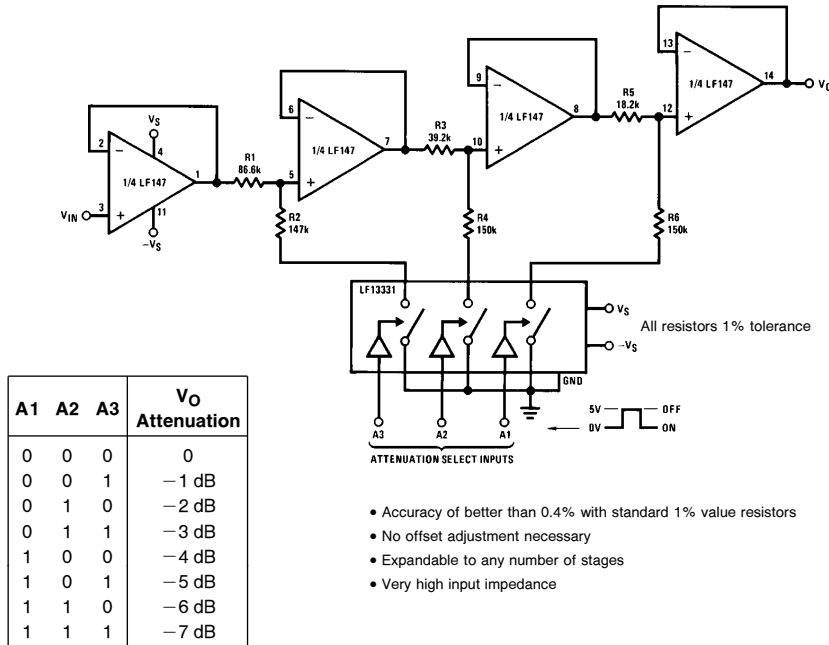 13
1/4 LF147
14
V
12
R5
18.2k
9
1/4 LF147
8
6
R3
39.2k
10
1/4 LF147
7
VS
2
4
R1
86.6k
5
1/4 LF147
1
R2
147k
R4
150k
R6
150k
VIN
3
11
-VS
LF13331
VS
All resistors 1% tolerance
-VS
GND
5V OFF
0V ON
A3 A2 A1
ATTENUATION SELECT INPUTS
A1 A2 A3 VO Attenuation
0 0 0 0
0 0 1 −1 dB
0 1 0 −2 dB
0 1 1 −3 dB
1 0 0 −4 dB
1 0 1 −5 dB
1 1 0 −6 dB
1 1 1 −7 dB
• Accuracy of better than 0.4% with standard 1% value resistors
• No offset adjustment necessary
• Expandable to any number of stages
• Very high input impedance